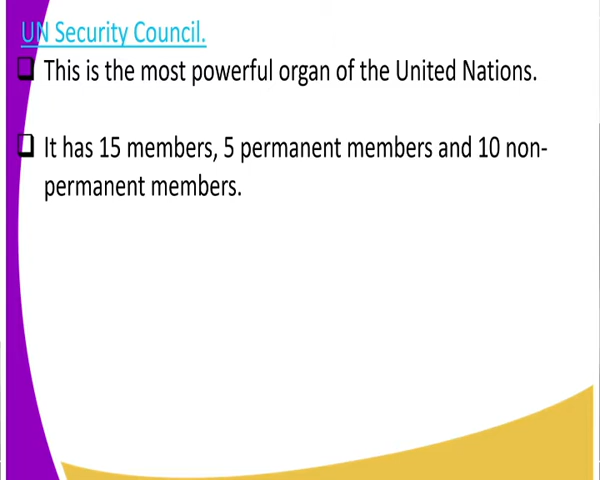 UN Security Council.
This is the most powerful organ of the United Nations.
It has 15 members, 5 permanent members and 10 non-
permanent members.